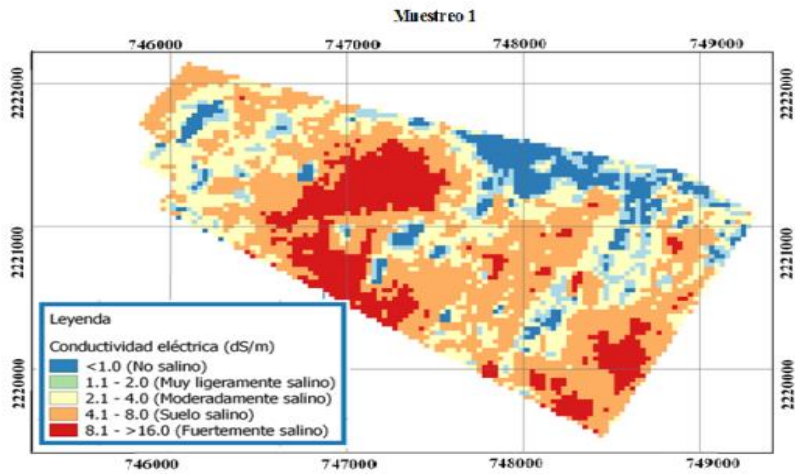 Muestreo 1
746000 747000 748000 749000
2222000 2222000
2221000 2221000
2220000 2220000
Leyenda
Conductividad eléctrica (dS/m)
<1.0 (No salino)
1.1 - 2.0 (Muy ligeramente salino)
2.1 - 4.0 (Moderadamente salino)
4.1 - 8.0 (Suelo salino)
8.1 - >16.0 (Fuertemente salino)
746000 747000 748000 749000